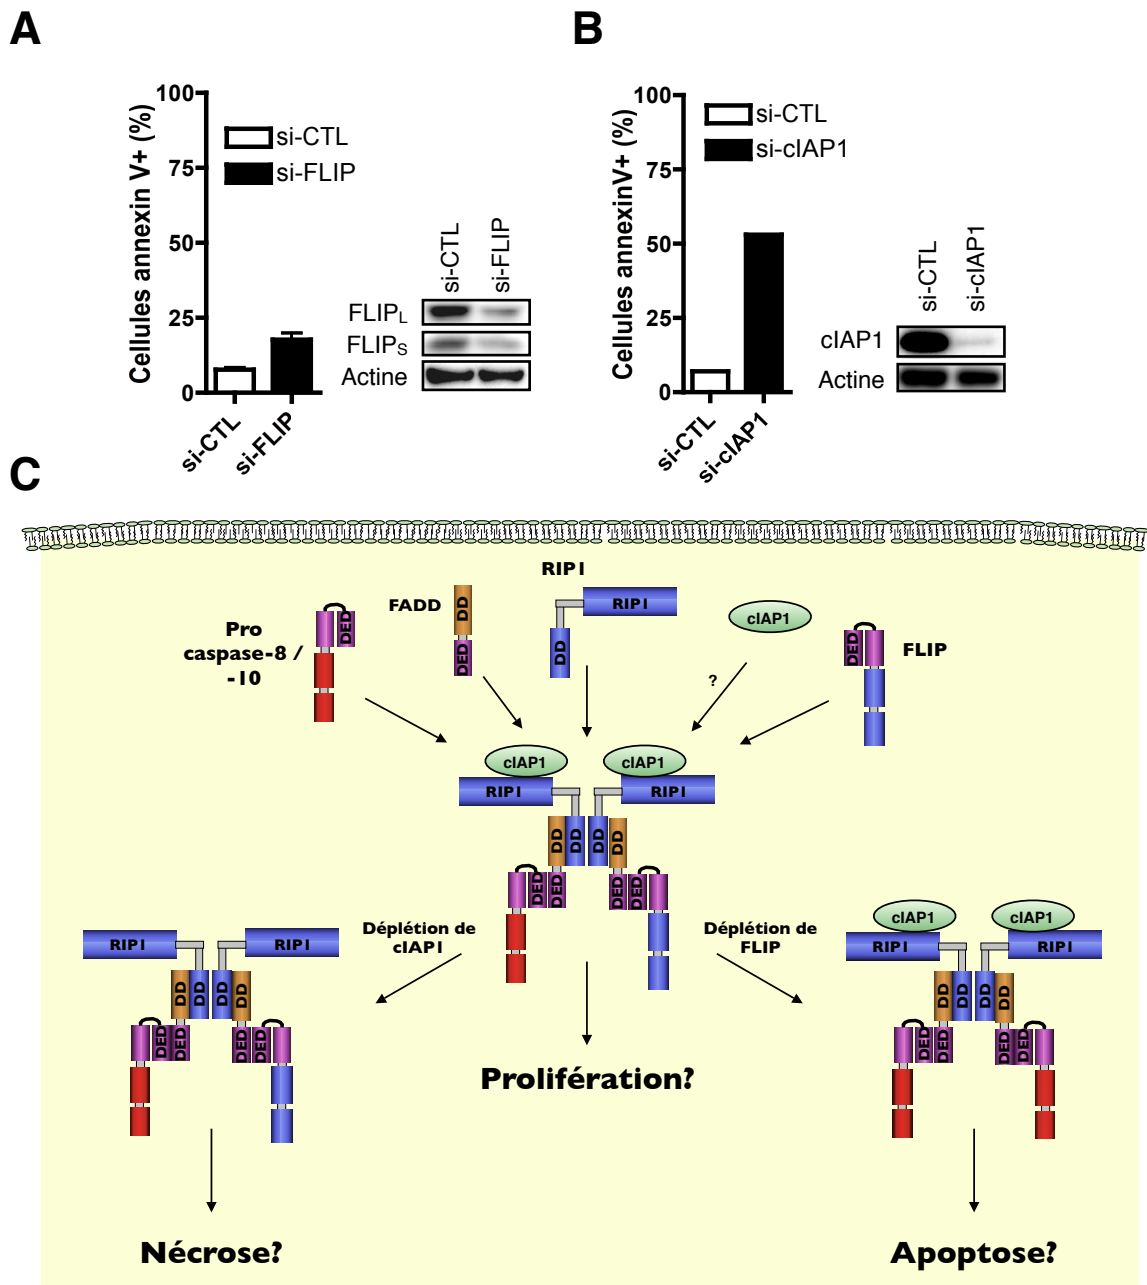 A
B
100
75
50
25
0
Cellules annexin V+ (%)
si-CTL
si-FLIP
si-CTL
si-FLIP
si-CTL
si-FLIP
FLIPL
FLIPS
Actine
100
75
50
25
0
Cellules annexinV+ (%)
si-CTL
si-cIAP1
si-CTL
si-cIAP1
si-CTL
si-cIAP1
cIAP1
Actine
C
RIP1
Pro
caspase-8 /
-10
DED
FADD
DD
DED
RIP1
DD
cIAP1
?
DED
FLIP
cIAP1
cIAP1
RIP1
RIP1
DD
DD
DD
DD
DED
DED
DED
DED
Déplétion de
cIAP1
Déplétion de
FLIP
RIP1
RIP1
DD
DD
DD
DD
DED
DED
DED
DED
cIAP1
cIAP1
RIP1
RIP1
DD
DD
DD
DD
DED
DED
DED
DED
Prolifération?
Nécrose?
Apoptose?